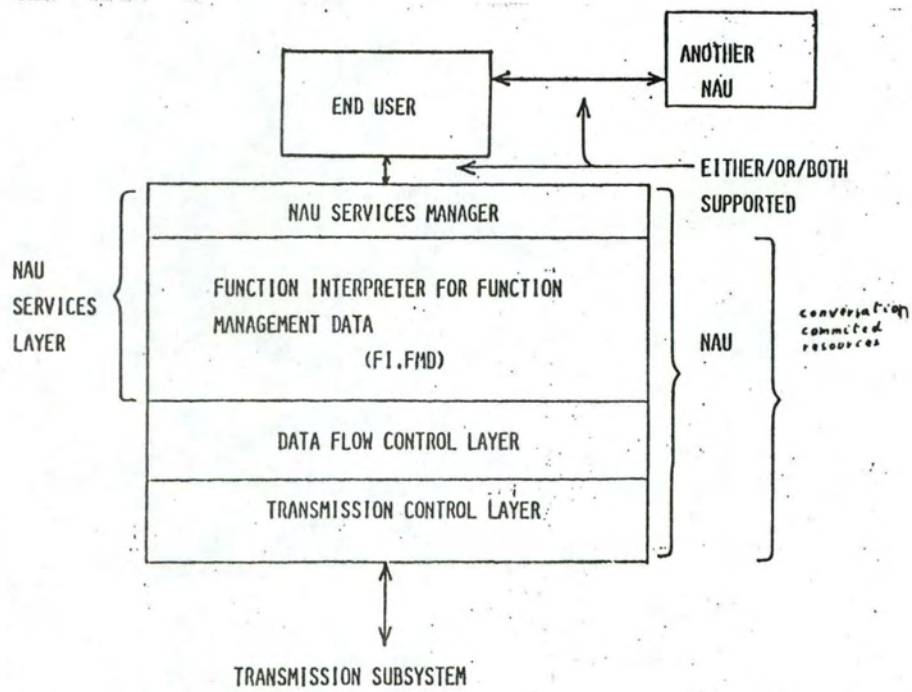 ANOTHER
NAU
END USER
EITHER/OR/BOTH
SUPPORTED
NAU SERVICES MANAGER
NAU
SERVICES
LAYER
FUNCTION INTERPRETER FOR FUNCTION
MANAGEMENT DATA
(FI.FMD)
NAU
conversation
commited
resources
DATA FLOW CONTROL LAYER
TRANSMISSION CONTROL LAYER
TRANSMISSION SUBSYSTEM